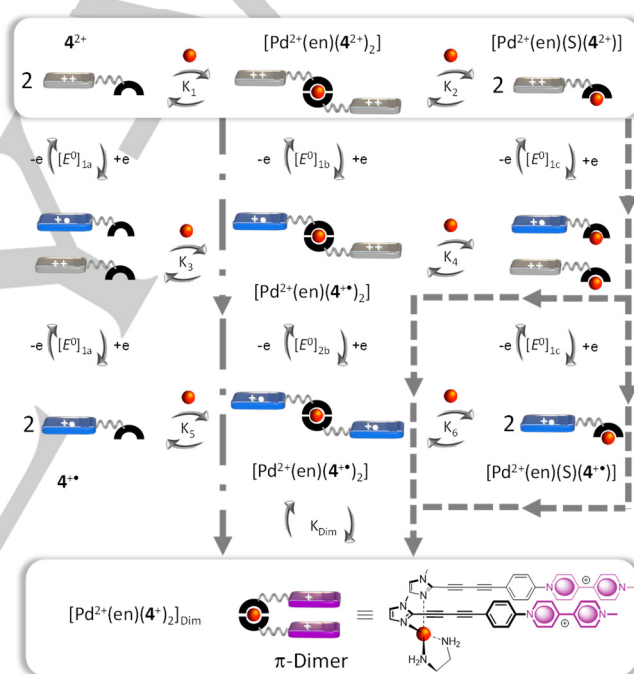 4²⁺ [Pd²⁺(en)(4²⁺)₂] [Pd²⁺(en)(S)(4²⁺)]
2 ++ K₁ ++ ++ K₂ 2 ++
-e [E⁰]₁ₐ +e -e [E⁰]₁b +e -e [E⁰]₁c +e
+• +• +•
++ K₃ ++ K₄ ++
[Pd²⁺(en)(4⁺•)₂]
-e [E⁰]₁ₐ +e -e [E⁰]₂b +e -e [E⁰]₁c +e
2 +• K₅ +• +• K₆ 2 +•
4⁺• [Pd²⁺(en)(4⁺•)₂] [Pd²⁺(en)(S)(4⁺•)]
K_Dim
[Pd²⁺(en)(4⁺)₂]_Dim + + ≡ N N N N + N N N N +
H₂N NH₂
π-Dimer